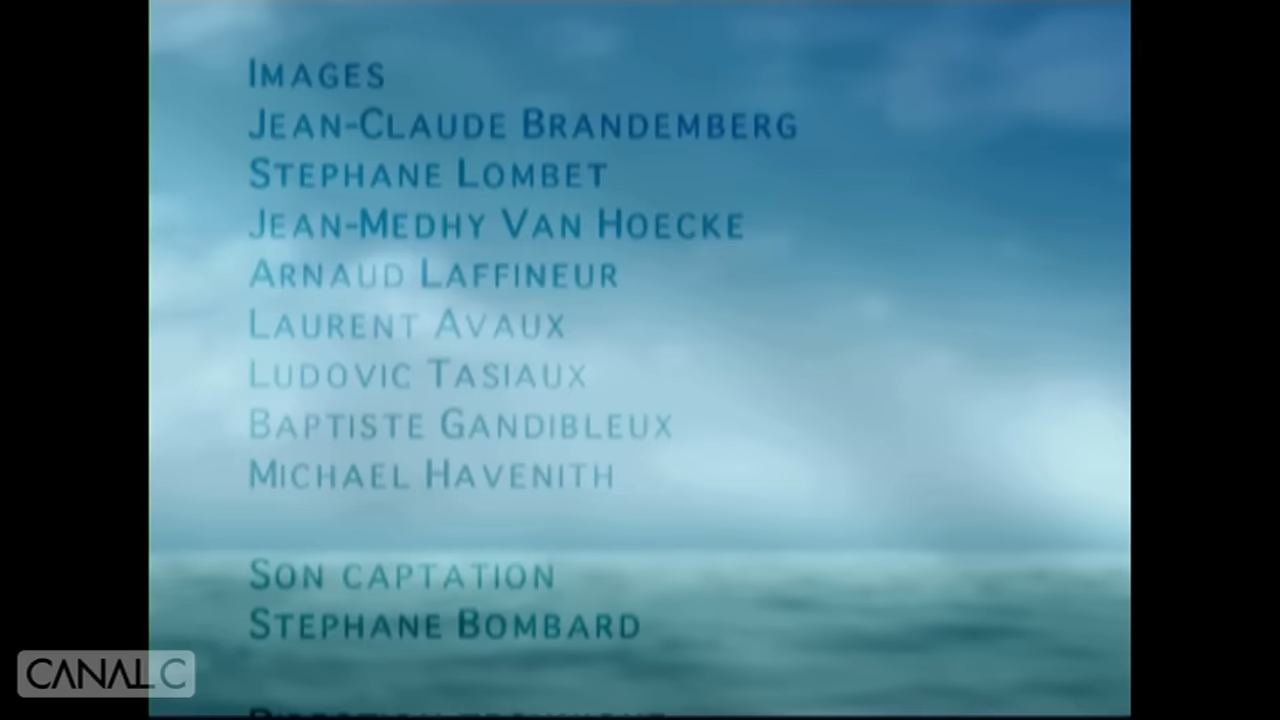 IMAGES
JEAN-CLAUDE BRANDEMBERG
STEPHANE LOMBET
JEAN-MEDHY VAN HOECKE
ARNAUD LAFFINEUR
LAURENT AVAUX
LUDOVIC TASIAUX
BAPTISTE GANDIBLEUX
MICHAEL HAVENITH
SON CAPTATION
STEPHANE BOMBARD
CANAL C